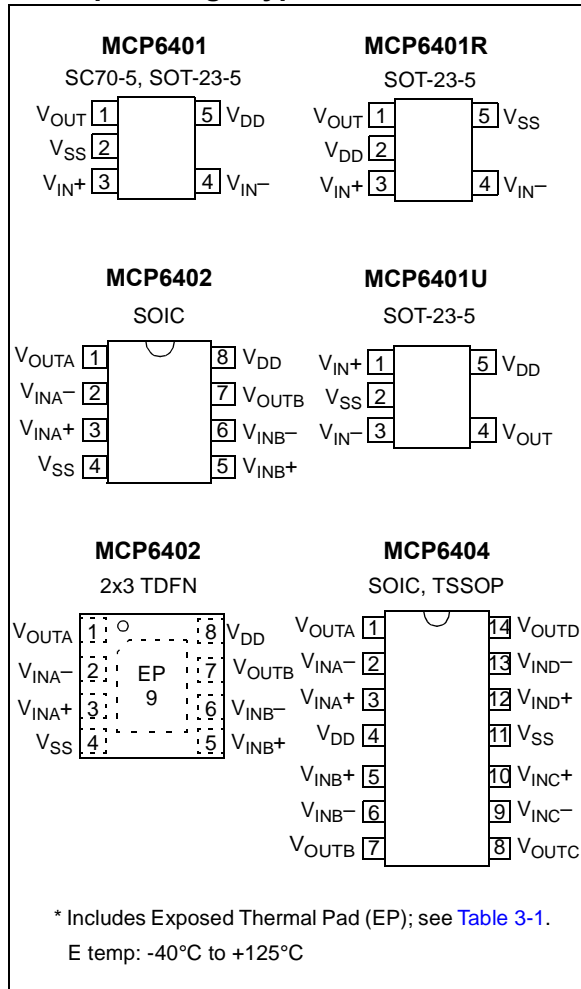 MCP6401
SC70-5, SOT-23-5
VOUT 1 5 VDD
VSS 2
VIN+ 3 4 VIN–
MCP6401R
SOT-23-5
VOUT 1 5 VSS
VDD 2
VIN+ 3 4 VIN–
MCP6402
SOIC
VOUTA 1 8 VDD
VINA– 2 7 VOUTB
VINA+ 3 6 VINB–
VSS 4 5 VINB+
MCP6401U
SOT-23-5
VIN+ 1 5 VDD
VSS 2
VIN– 3 4 VOUT
MCP6402
2x3 TDFN
VOUTA 1 8 VDD
VINA– 2 EP 7 VOUTB
VINA+ 3 9 6 VINB–
VSS 4 5 VINB+
MCP6404
SOIC, TSSOP
VOUTA 1 14 VOUTD
VINA– 2 13 VIND–
VINA+ 3 12 VIND+
VDD 4 11 VSS
VINB+ 5 10 VINC+
VINB– 6 9 VINC–
VOUTB 7 8 VOUTC
* Includes Exposed Thermal Pad (EP); see Table 3-1.
E temp: -40°C to +125°C